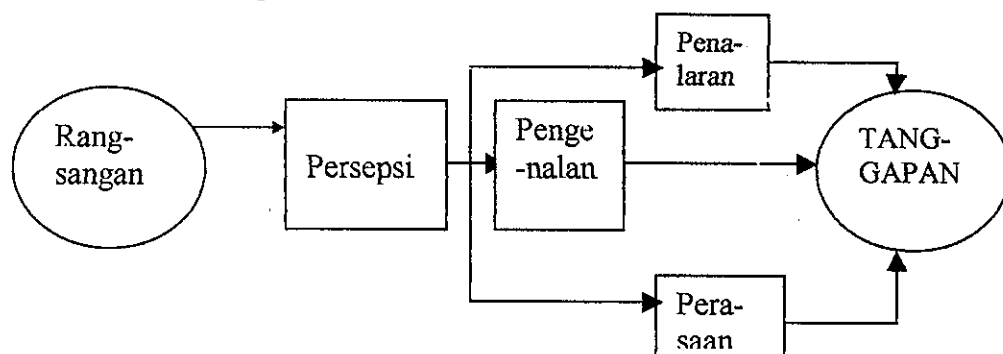 Rang-
sangan
Persepsi
Penge
-nalan
Pena-
laran
Pera-
saan
TANG-
GAPAN